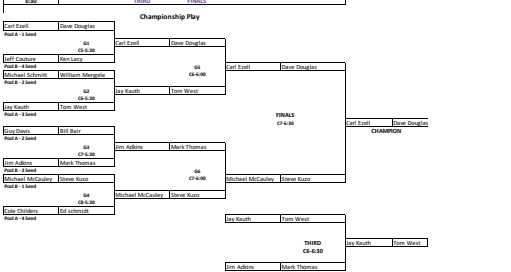 6:30 THIRD FINALS
Championship Play
Carl Ezell Dave Douglas
Pool A - 1 Seed
G1 Carl Ezell Dave Douglas
C5-5:30
Jeff Couture Ken Lacy
Pool B - 4 Seed G5 Carl Ezell Dave Douglas
Michael Schmitt William Mengele C6-6:00
Pool B - 2 Seed
G2
C6-5:30 Jay Kauth Tom West
Jay Kauth Tom West
Pool A - 3 Seed
FINALS
C7-6:30 Carl Ezell Dave Douglas
CHAMPION
Guy Davis Bill Bair
Pool A - 2 Seed
G3 Jim Adkins Mark Thomas
C7-5:30
Jim Adkins Mark Thomas
Pool B - 3 Seed G6
Michael McCauley Steve Kuzo C7-6:00 Michael McCauley Steve Kuzo
Pool B - 1 Seed
G4 Michael McCauley Steve Kuzo
C8-5:30
Cole Childers Ed schmidt
Pool A - 4 Seed
Jay Kauth Tom West
THIRD Jay Kauth Tom West
C6-6:30
Jim Adkins Mark Thomas